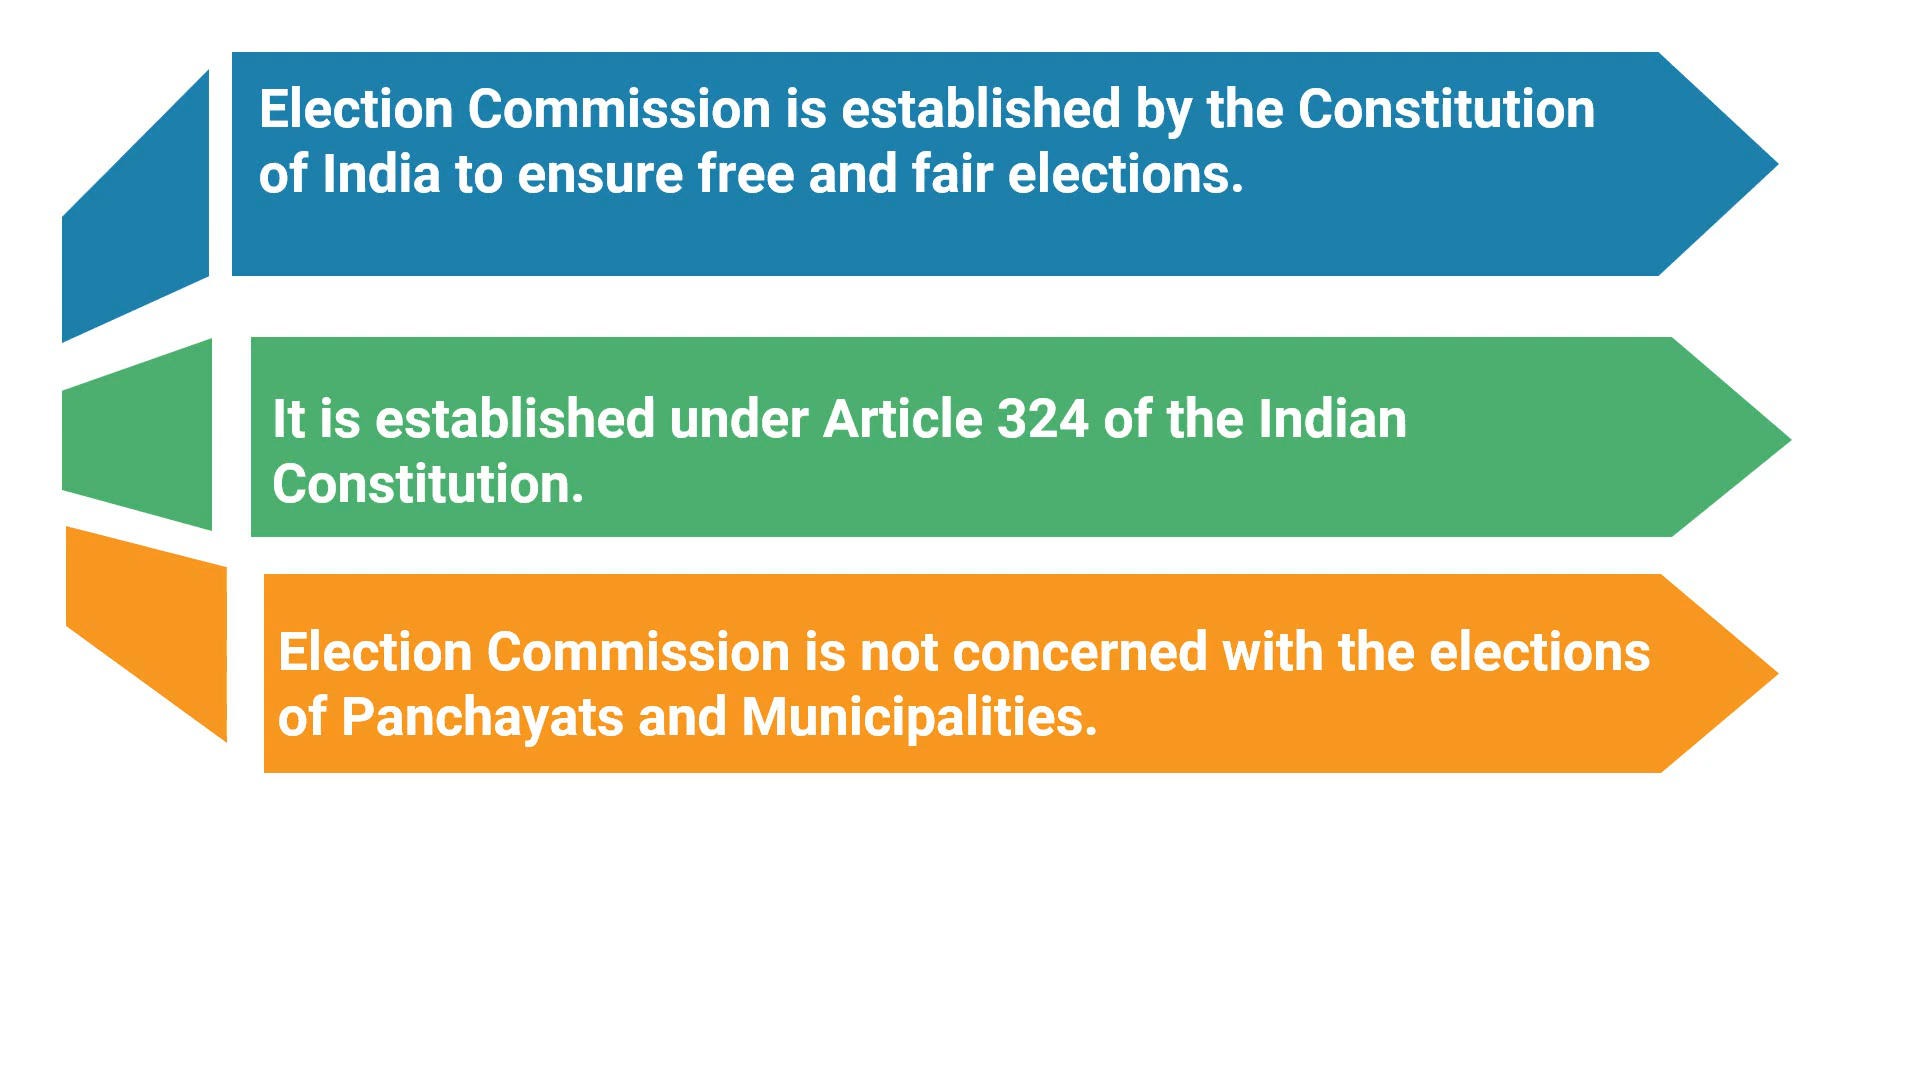 Election Commission is established by the Constitution
of India to ensure free and fair elections.
It is established under Article 324 of the Indian
Constitution.
Election Commission is not concerned with the elections
of Panchayats and Municipalities.